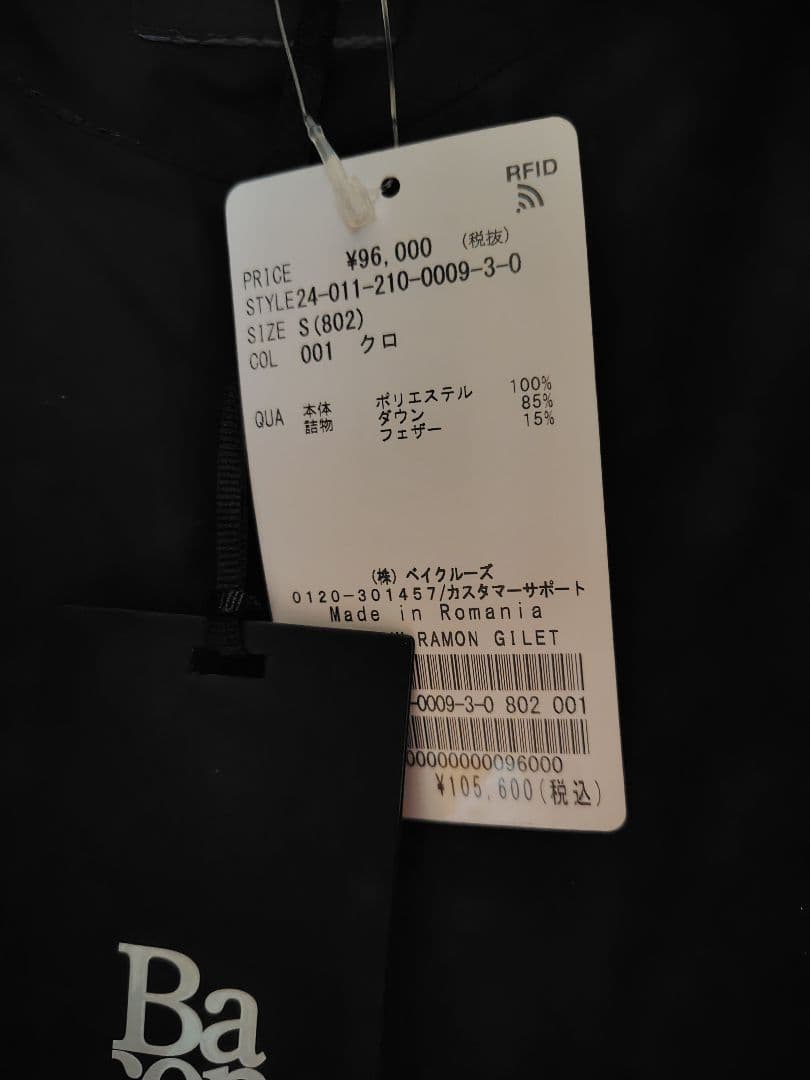 RFID
PRICE ¥96,000 (税抜)
STYLE 24-011-210-0009-3-0
SIZE S(802)
COL 001 クロ
QUA 本体 ポリエステル 100%
詰物 ダウン 85%
フェザー 15%
(株) ベイクルーズ
0120-301457/カスタマーサポート
Made in Romania
RAMON GILET
-0009-3-0 802 001
00000000096000
¥105,600(税込)
Ba